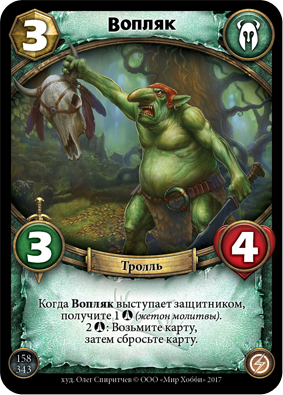 3
Вопляк
3
Тролль
4
Когда Вопляк выступает защитником,
получите 1 (жетон молитвы).
2 : Возьмите карту,
затем сбросьте карту.
158
343
худ. Олег Спиритчев © ООО «Мир Хобби» 2017